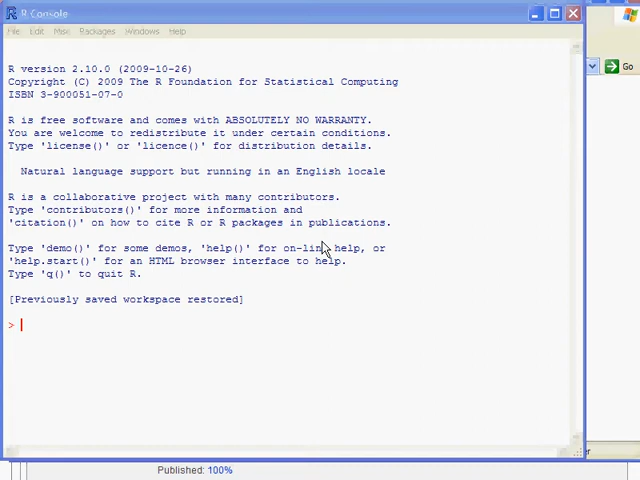 R Console
File Edit Misc Packages Windows Help
R version 2.10.0 (2009-10-26)
Copyright (C) 2009 The R Foundation for Statistical Computing
ISBN 3-900051-07-0
R is free software and comes with ABSOLUTELY NO WARRANTY.
You are welcome to redistribute it under certain conditions.
Type 'license()' or 'licence()' for distribution details.
Natural language support but running in an English locale
R is a collaborative project with many contributors.
Type 'contributors()' for more information and
'citation()' on how to cite R or R packages in publications.
Type 'demo()' for some demos, 'help()' for on-line help, or
'help.start()' for an HTML browser interface to help.
Type 'q()' to quit R.
[Previously saved workspace restored]
>
Go
er
Published: 100%